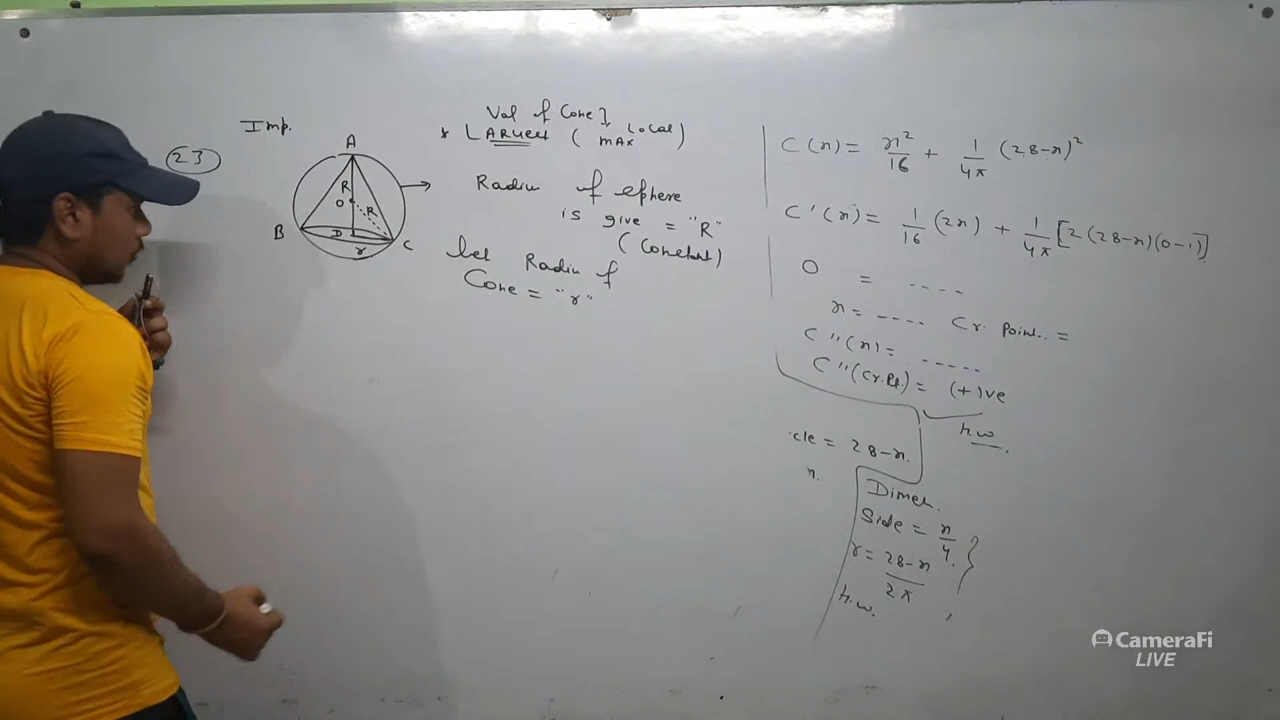 Imp.
23
A
R
O
R
B
D
C
r
Vol of Cone]
* LARGEST ( Local max )
Radius of sphere
is give = "R"
(Constant)
let Radius of
Cone = "r"
C(x) = x²/16 + 1/4π (28-x)²
C'(x) = 1/16 (2x) + 1/4π [2(28-x)(0-1)]
0 = ----
x = ---- Cr. Point.. =
C''(x) = -----
C''(Cr.Pt.) = (+)ve
h.w
cle = 28-x.
x.
Dimen.
Side = x/4.
r = 28-x/2π
h.w.
CameraFi
LIVE